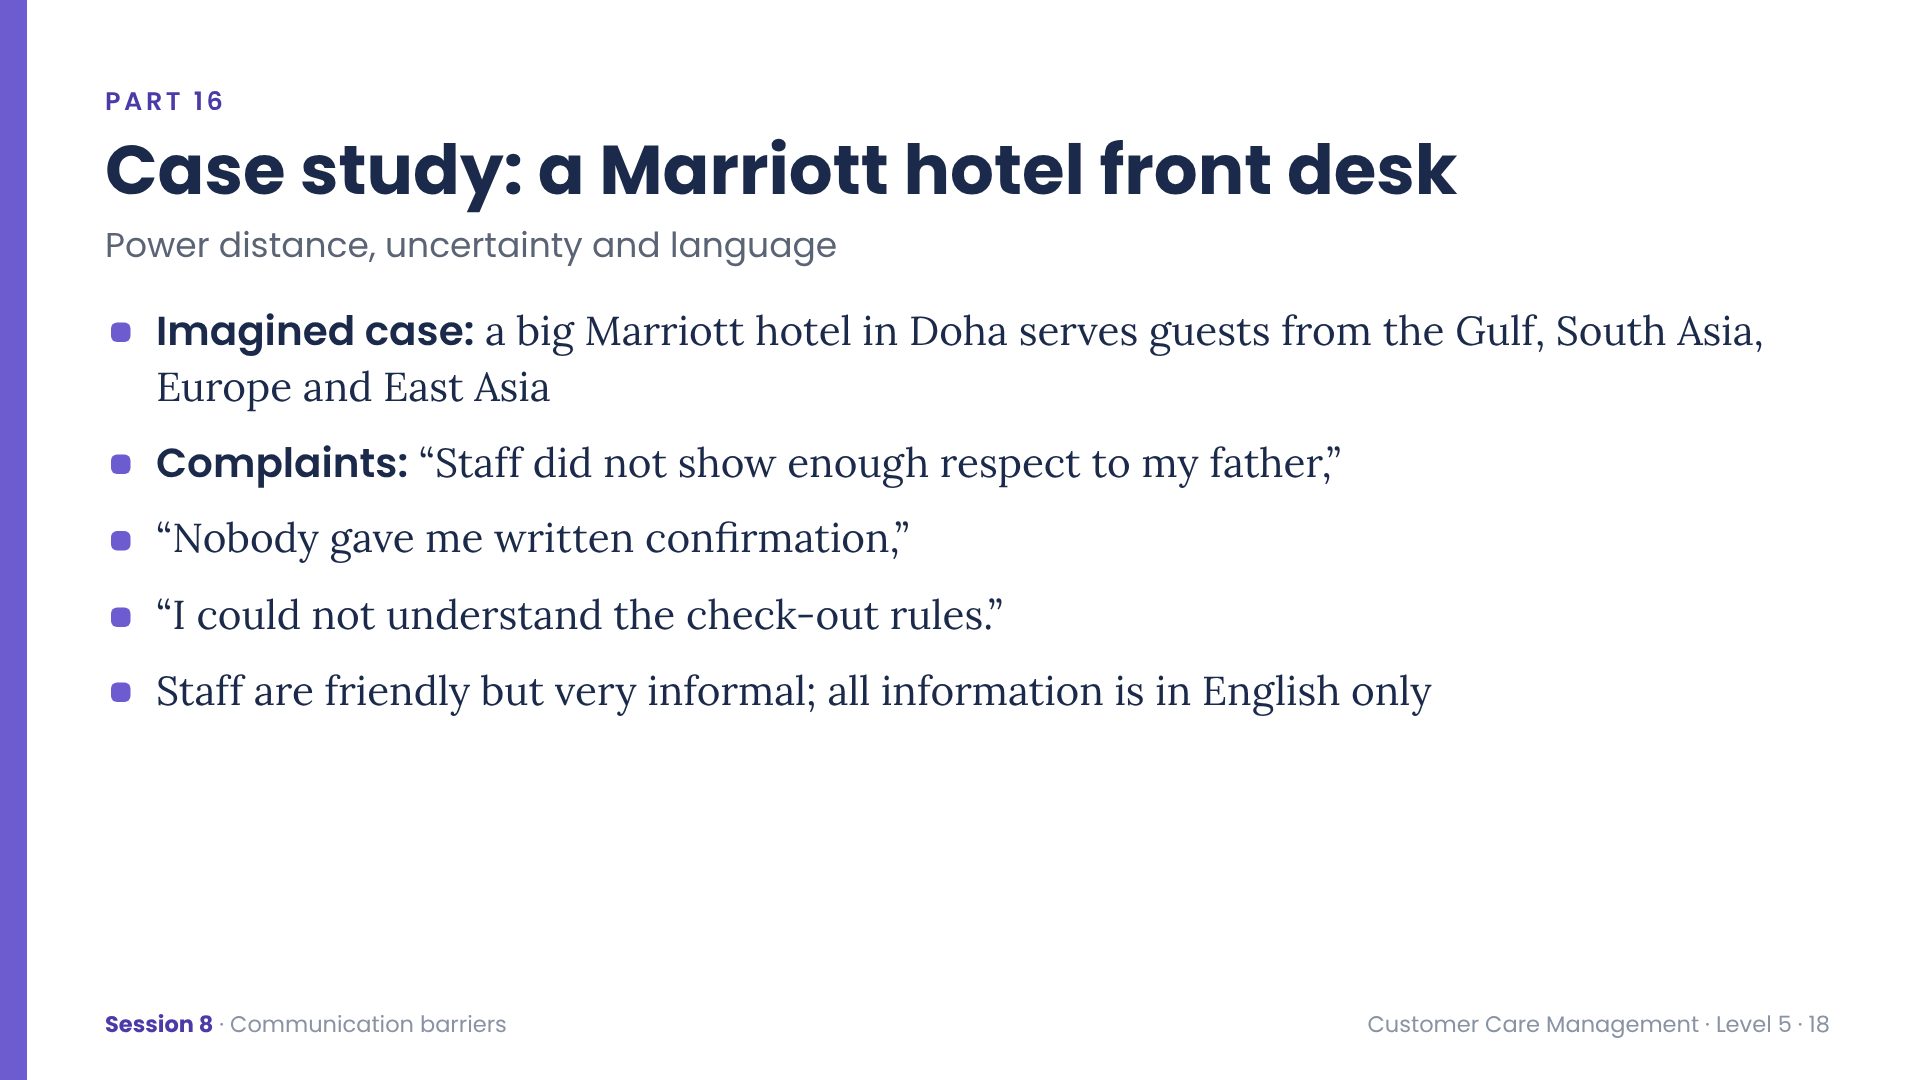 PART 16
Case study: a Marriott hotel front desk
Power distance, uncertainty and language
Imagined case: a big Marriott hotel in Doha serves guests from the Gulf, South Asia,
Europe and East Asia
Complaints: “Staff did not show enough respect to my father,”
“Nobody gave me written confirmation,”
“I could not understand the check-out rules.”
Staff are friendly but very informal; all information is in English only
Session 8 · Communication barriers
Customer Care Management · Level 5 · 18